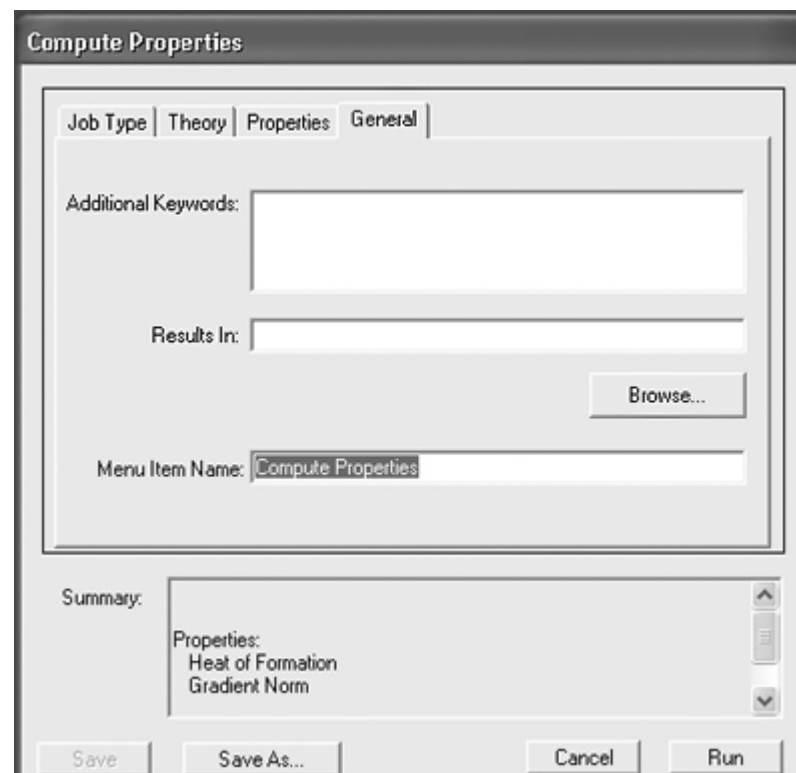 Compute Properties
Job Type Theory Properties General
Additional Keywords:
Results In:
Browse...
Menu Item Name: Compute Properties
Summary:
Properties:
Heat of Formation
Gradient Norm
Save Save As... Cancel Run